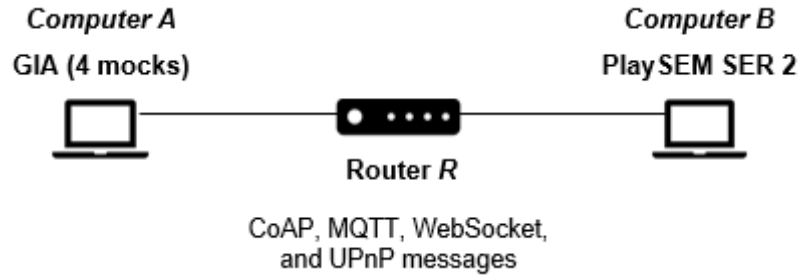 Computer A
GIA (4 mocks)
Computer B
PlaySEM SER 2
Router R
CoAP, MQTT, WebSocket,
and UPnP messages